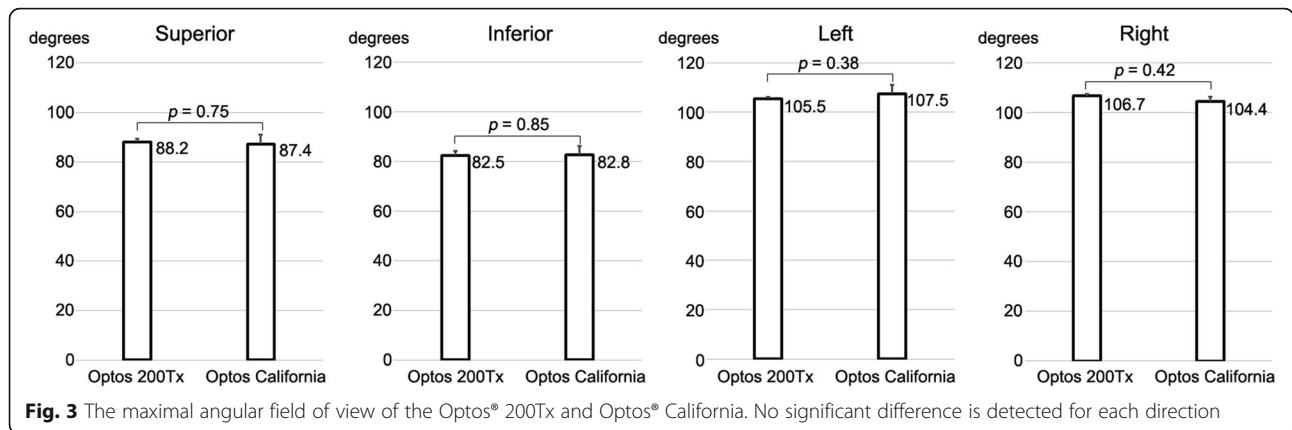 Superior
degrees
120
100
80
60
40
20
0
p = 0.75
88.2
87.4
Optos 200Tx Optos California
Inferior
degrees
120
100
80
60
40
20
0
p = 0.85
82.5
82.8
Optos 200Tx Optos California
Left
degrees
120
100
80
60
40
20
0
p = 0.38
105.5
107.5
Optos 200Tx Optos California
Right
degrees
120
100
80
60
40
20
0
p = 0.42
106.7
104.4
Optos 200Tx Optos California
Fig. 3 The maximal angular field of view of the Optos® 200Tx and Optos® California. No significant difference is detected for each direction